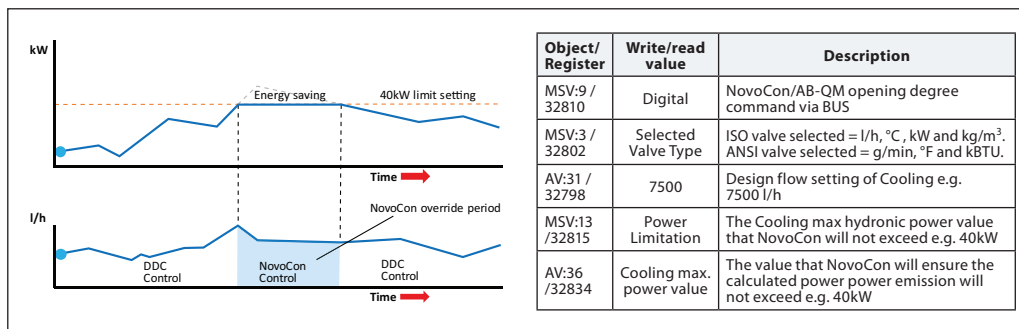 kW
Energy saving
40kW limit setting
Time
l/h
NovoCon override period
DDC
Control
NovoCon
Control
DDC
Control
Time
Object/
Register
Write/read
value
Description
MSV:9 /
32810
Digital
NovoCon/AB-QM opening degree
command via BUS
MSV:3 /
32802
Selected
Valve Type
ISO valve selected = l/h, °C , kW and kg/m³.
ANSI valve selected = g/min, °F and kBTU.
AV:31 /
32798
7500
Design flow setting of Cooling e.g.
7500 l/h
MSV:13
/32815
Power
Limitation
The Cooling max hydronic power value
that NovoCon will not exceed e.g. 40kW
AV:36
/32834
Cooling max.
power value
The value that NovoCon will ensure the
calculated power power emission will
not exceed e.g. 40kW